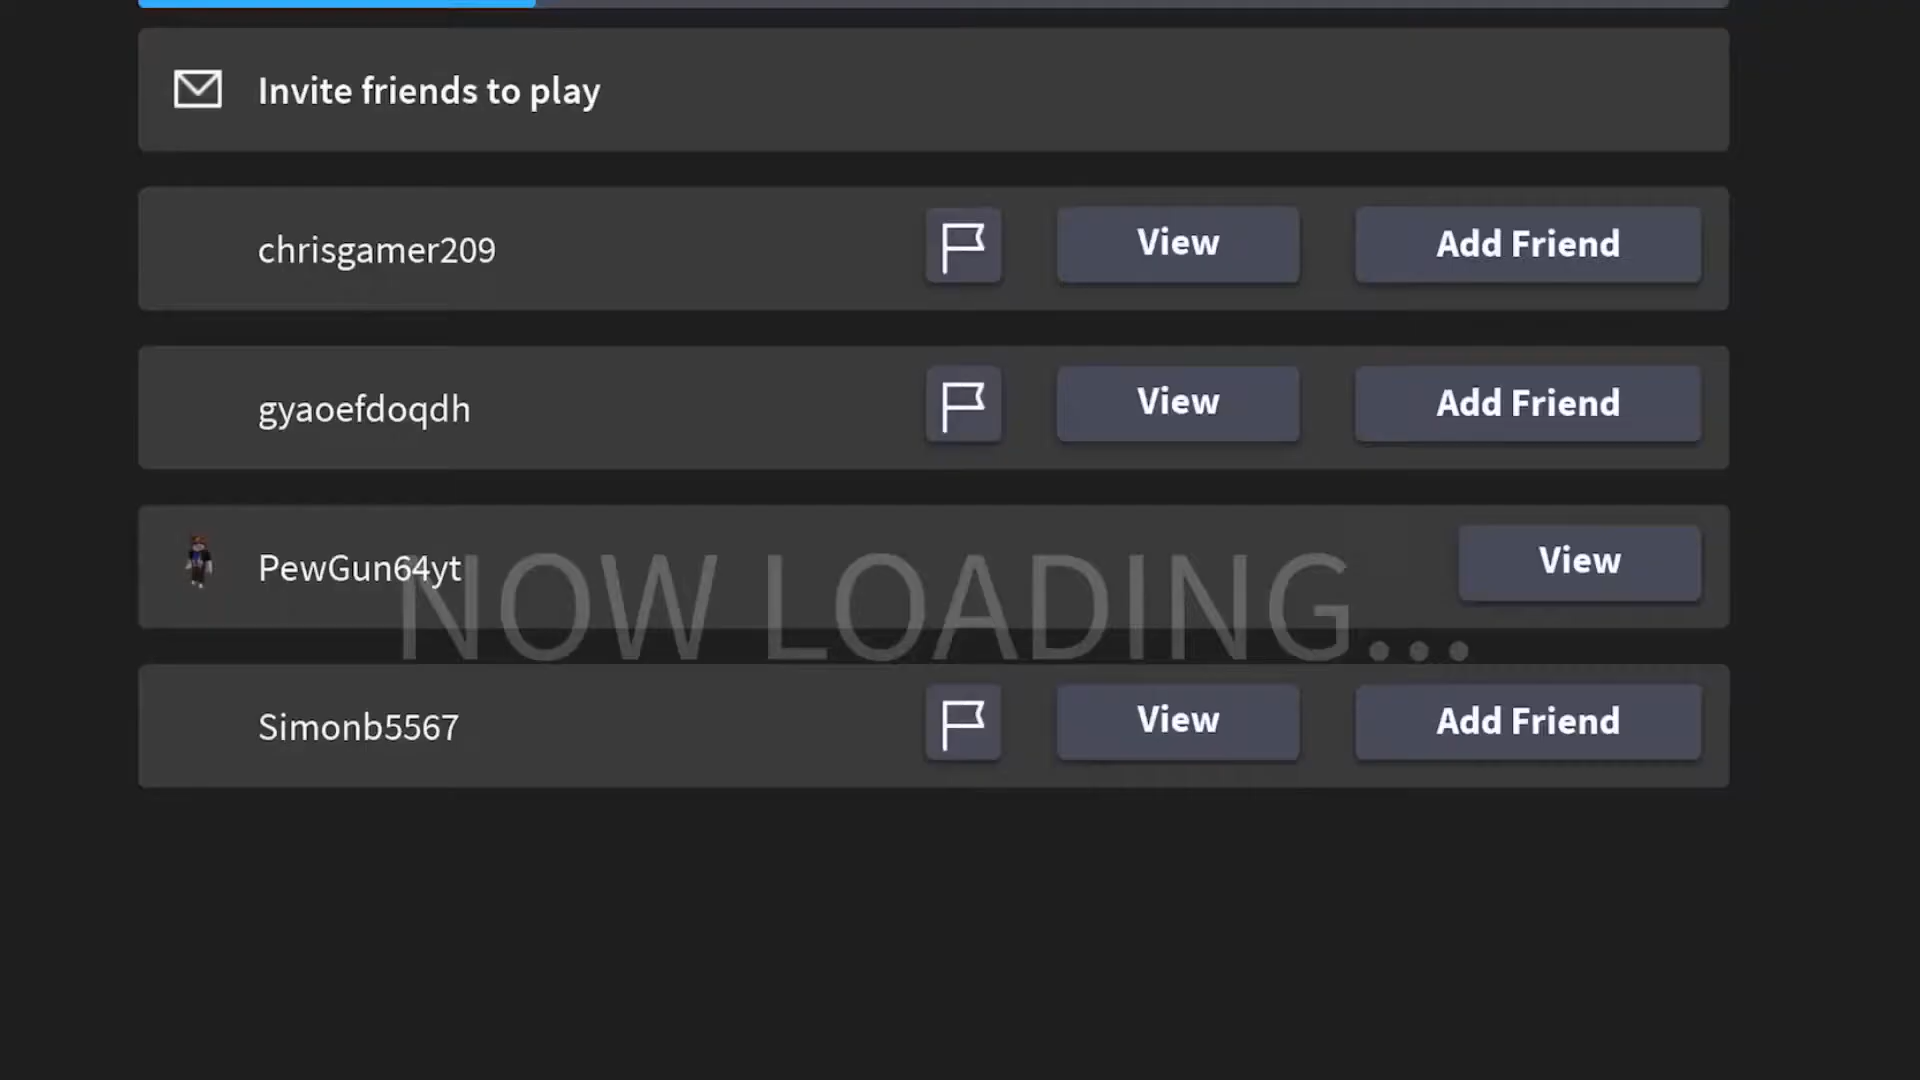 Invite friends to play
chrisgamer209 View Add Friend
gyaoefdoqdh View Add Friend
PewGun64yt View
NOW LOADING...
Simonb5567 View Add Friend